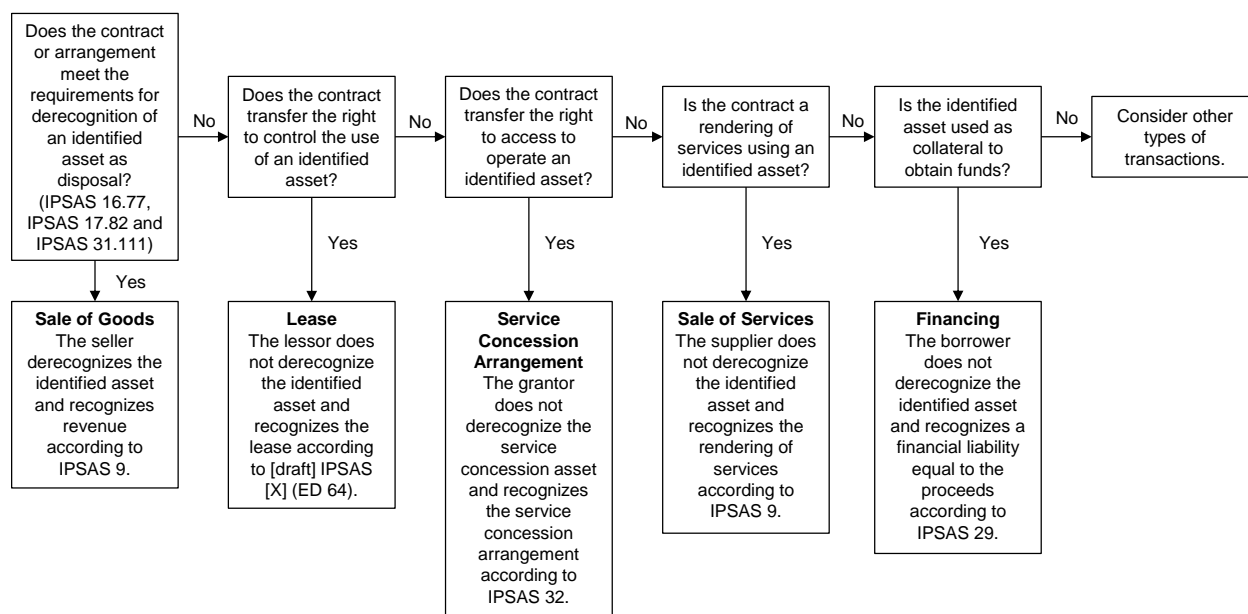 Does the contract
or arrangement
meet the
requirements for
derecognition of
an identified
asset as
disposal?
(IPSAS 16.77,
IPSAS 17.82 and
IPSAS 31.111)
No
Does the contract
transfer the right
to control the use
of an identified
asset?
No
Does the contract
transfer the right
to access to
operate an
identified asset?
No
Is the contract a
rendering of
services using an
identified asset?
No
Is the identified
asset used as
collateral to
obtain funds?
No
Consider other
types of
transactions.
Yes
Yes
Yes
Yes
Yes
Sale of Goods
The seller
derecognizes the
identified asset
and recognizes
revenue
according to
IPSAS 9.
Lease
The lessor does
not derecognize
the identified
asset and
recognizes the
lease according
to [draft] IPSAS
[X] (ED 64).
Service
Concession
Arrangement
The grantor
does not
derecognize the
service
concession asset
and recognizes
the service
concession
arrangement
according to
IPSAS 32.
Sale of Services
The supplier does
not derecognize
the identified
asset and
recognizes the
rendering of
services
according to
IPSAS 9.
Financing
The borrower
does not
derecognize the
identified asset
and recognizes a
financial liability
equal to the
proceeds
according to
IPSAS 29.